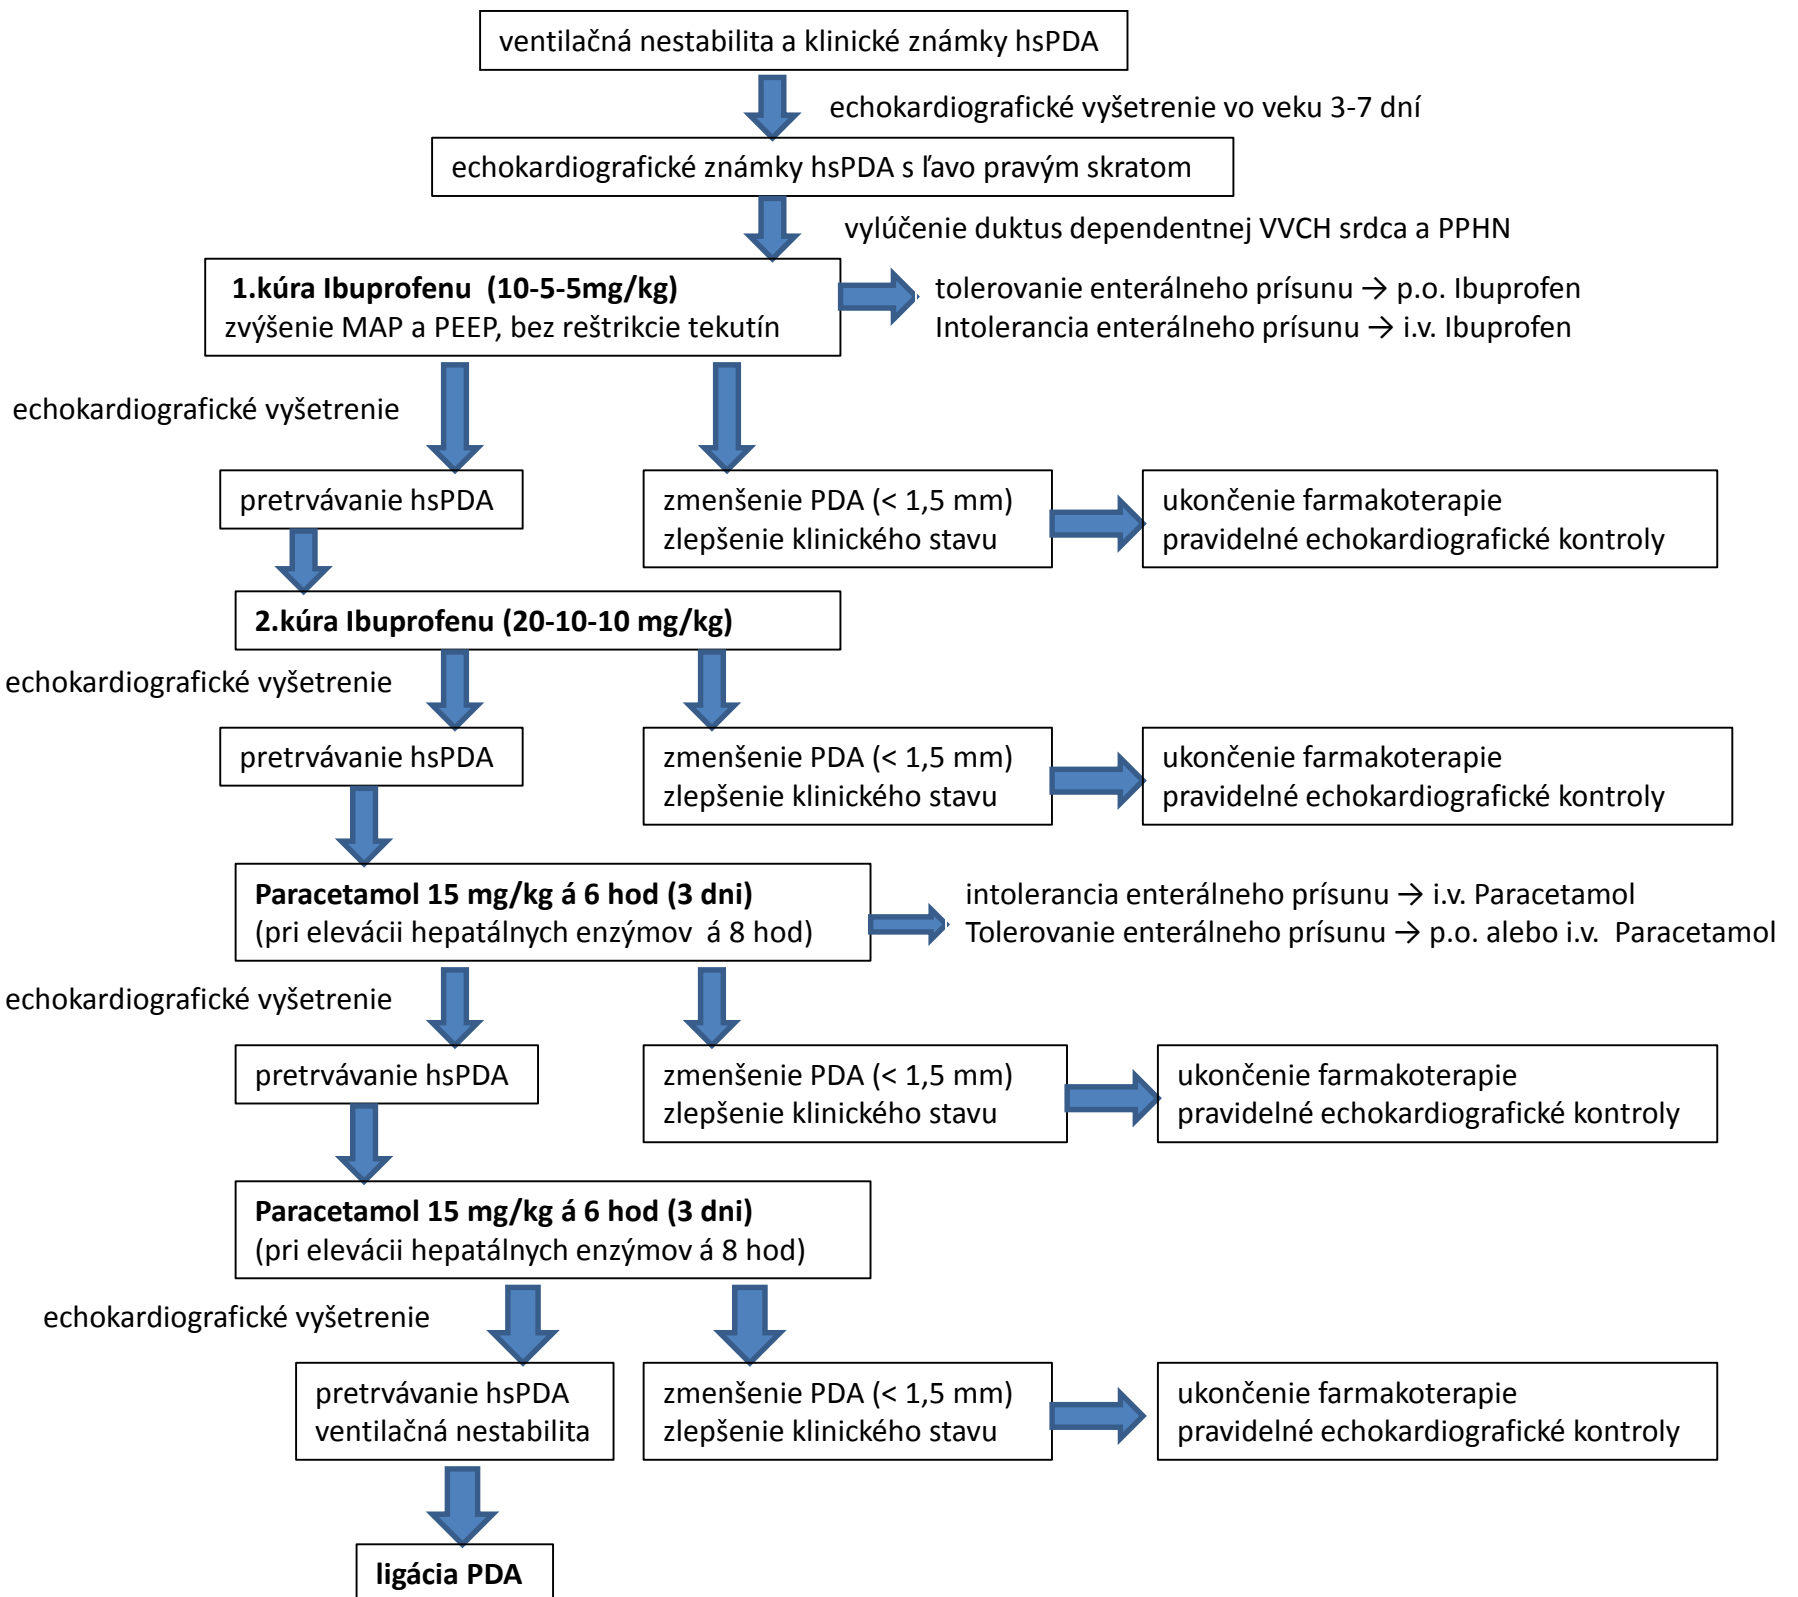 ventilačná nestabilita a klinické známky hsPDA
echokardiografické vyšetrenie vo veku 3-7 dní
echokardiografické známky hsPDA s ľavo pravým skratom
vylúčenie duktus dependentnej VVCH srdca a PPHN
1.kúra Ibuprofenu (10-5-5mg/kg)
zvýšenie MAP a PEEP, bez reštrikcie tekutín
tolerovanie enterálneho prísunu → p.o. Ibuprofen
Intolerancia enterálneho prísunu → i.v. Ibuprofen
echokardiografické vyšetrenie
pretrvávanie hsPDA
zmenšenie PDA (< 1,5 mm)
zlepšenie klinického stavu
ukončenie farmakoterapie
pravidelné echokardiografické kontroly
2.kúra Ibuprofenu (20-10-10 mg/kg)
echokardiografické vyšetrenie
pretrvávanie hsPDA
zmenšenie PDA (< 1,5 mm)
zlepšenie klinického stavu
ukončenie farmakoterapie
pravidelné echokardiografické kontroly
Paracetamol 15 mg/kg á 6 hod (3 dni)
(pri elevácii hepatálnych enzýmov á 8 hod)
intolerancia enterálneho prísunu → i.v. Paracetamol
Tolerovanie enterálneho prísunu → p.o. alebo i.v. Paracetamol
echokardiografické vyšetrenie
pretrvávanie hsPDA
zmenšenie PDA (< 1,5 mm)
zlepšenie klinického stavu
ukončenie farmakoterapie
pravidelné echokardiografické kontroly
Paracetamol 15 mg/kg á 6 hod (3 dni)
(pri elevácii hepatálnych enzýmov á 8 hod)
echokardiografické vyšetrenie
pretrvávanie hsPDA
ventilačná nestabilita
zmenšenie PDA (< 1,5 mm)
zlepšenie klinického stavu
ukončenie farmakoterapie
pravidelné echokardiografické kontroly
ligácia PDA